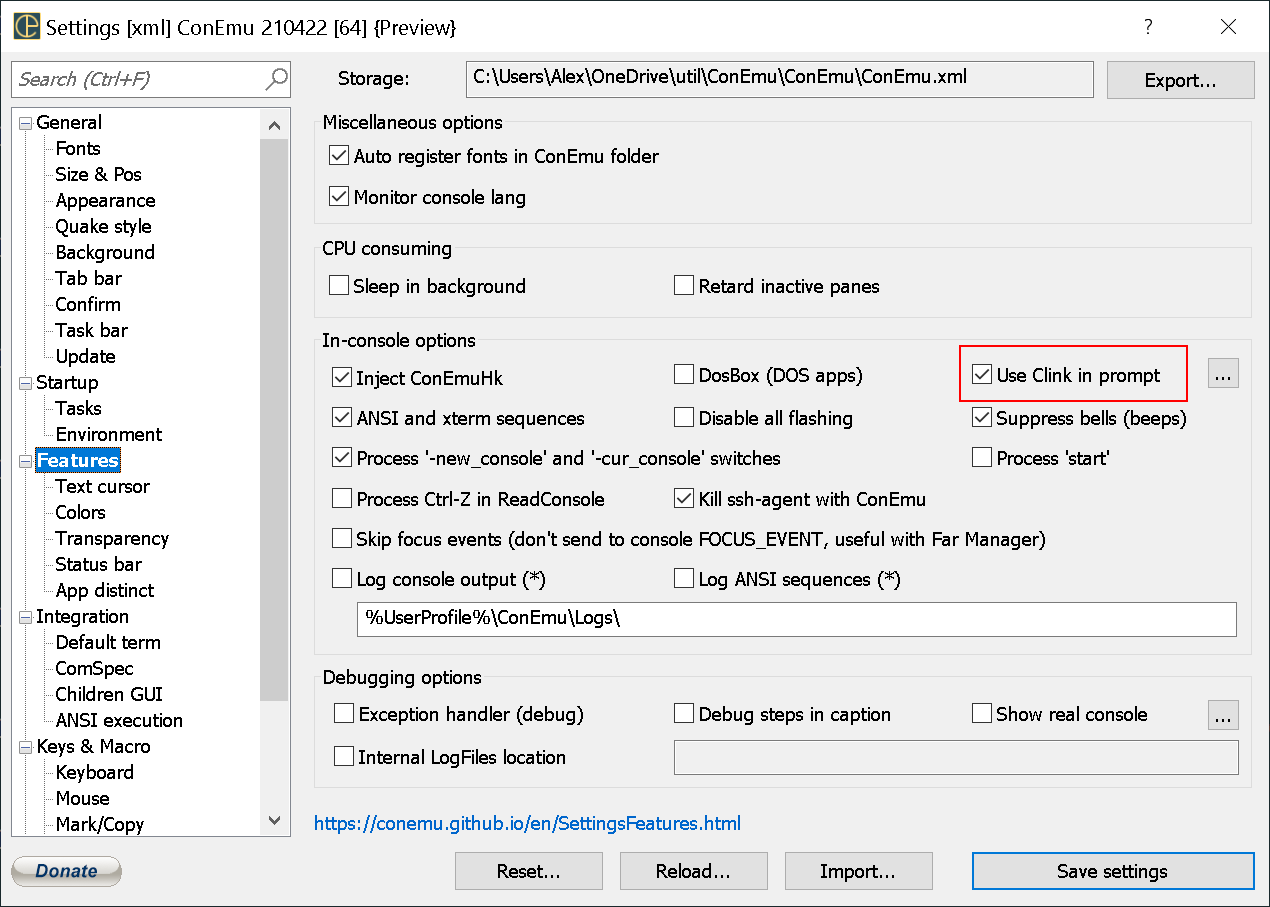 Settings [xml] ConEmu 210422 [64] {Preview}
?
Search (Ctrl+F)
Storage:
C:\Users\Alex\OneDrive\util\ConEmu\ConEmu\ConEmu.xml
Export...
General
Fonts
Size & Pos
Appearance
Quake style
Background
Tab bar
Confirm
Task bar
Update
Startup
Tasks
Environment
Features
Text cursor
Colors
Transparency
Status bar
App distinct
Integration
Default term
ComSpec
Children GUI
ANSI execution
Keys & Macro
Keyboard
Mouse
Mark/Copy
Miscellaneous options
Auto register fonts in ConEmu folder
Monitor console lang
CPU consuming
Sleep in background
Retard inactive panes
In-console options
Inject ConEmuHk
DosBox (DOS apps)
Use Clink in prompt
...
ANSI and xterm sequences
Disable all flashing
Suppress bells (beeps)
Process '-new_console' and '-cur_console' switches
Process 'start'
Process Ctrl-Z in ReadConsole
Kill ssh-agent with ConEmu
Skip focus events (don't send to console FOCUS_EVENT, useful with Far Manager)
Log console output (*)
Log ANSI sequences (*)
%UserProfile%\ConEmu\Logs\
Debugging options
Exception handler (debug)
Debug steps in caption
Show real console
...
Internal LogFiles location
https://conemu.github.io/en/SettingsFeatures.html
Donate
Reset...
Reload...
Import...
Save settings